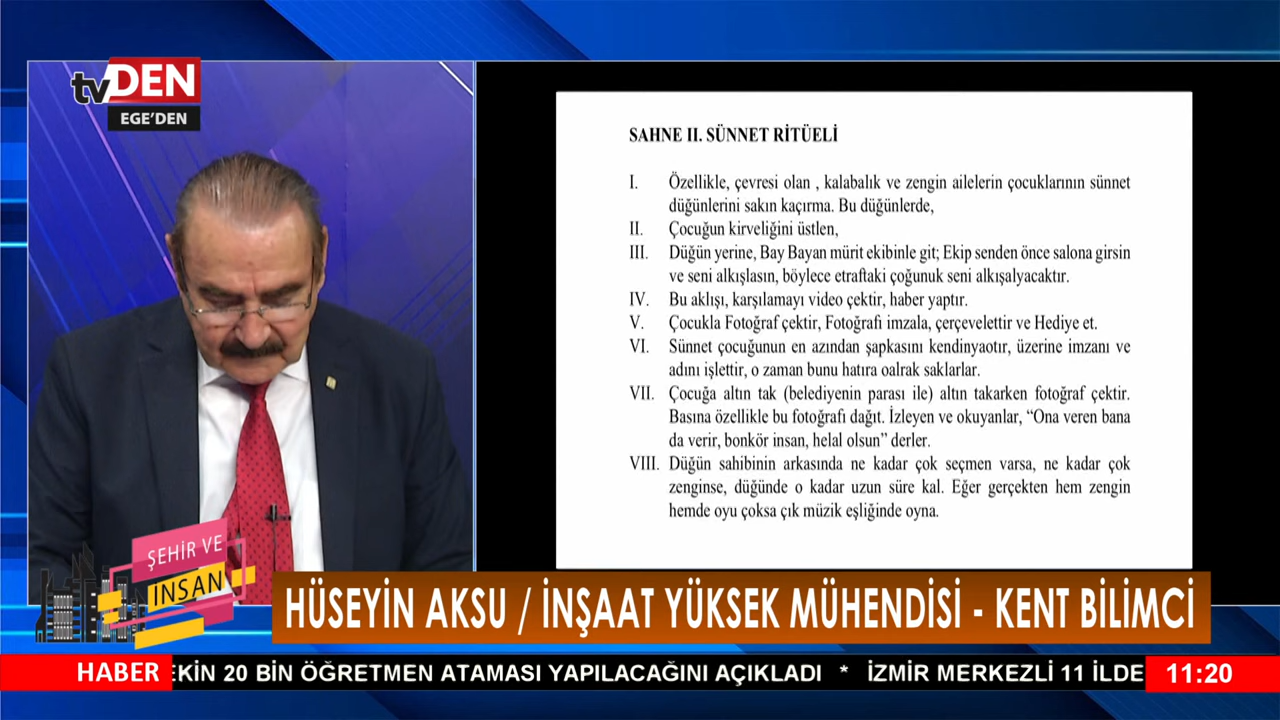 tvDEN
EGE'DEN
SAHNE II. SÜNNET RİTÜELİ
I. Özellikle, çevresi olan , kalabalık ve zengin ailelerin çocuklarının sünnet
düğünlerini sakın kaçırma. Bu düğünlerde,
II. Çocuğun kirveliğini üstlen,
III. Düğün yerine, Bay Bayan mürit ekibinle git; Ekip senden önce salona girsin
ve seni alkışlasın, böylece etraftaki çoğunuk seni alkışalyacaktır.
IV. Bu aklışı, karşılamayı video çektir, haber yaptır.
V. Çocukla Fotoğraf çektir, Fotoğrafı imzala, çerçevelettir ve Hediye et.
VI. Sünnet çocuğunun en azından şapkasını kendinyaotır, üzerine imzanı ve
adını işlettir, o zaman bunu hatıra oalrak saklarlar.
VII. Çocuğa altın tak (belediyenin parası ile) altın takarken fotoğraf çektir.
Basına özellikle bu fotoğrafı dağıt. İzleyen ve okuyanlar, “Ona veren bana
da verir, bonkör insan, helal olsun” derler.
VIII. Düğün sahibinin arkasında ne kadar çok seçmen varsa, ne kadar çok
zenginse, düğünde o kadar uzun süre kal. Eğer gerçekten hem zengin
hemde oyu çoksa çık müzik eşliğinde oyna.
ŞEHİR VE
İNSAN
HÜSEYİN AKSU / İNŞAAT YÜKSEK MÜHENDİSİ - KENT BİLİMCİ
HABER EKİN 20 BİN ÖĞRETMEN ATAMASI YAPILACAĞINI AÇIKLADI * İZMİR MERKEZLİ 11 İLDE 11:20